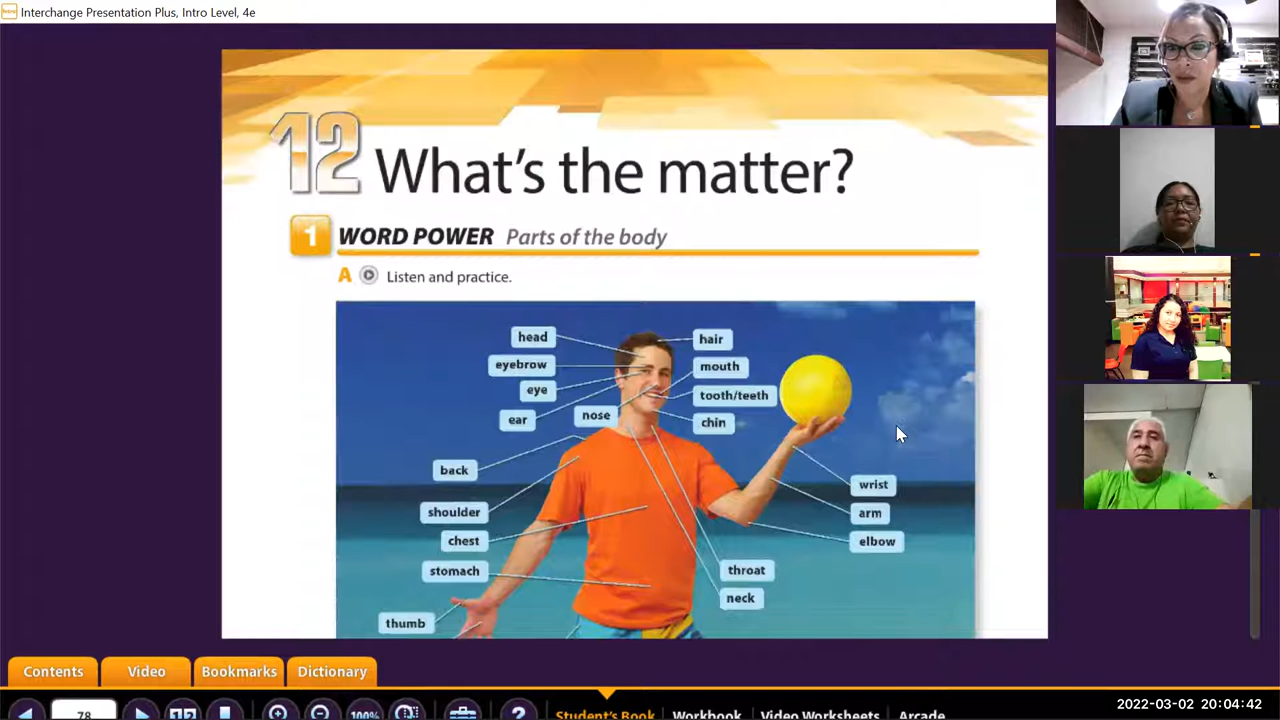 Interchange Presentation Plus, Intro Level, 4e
12 What's the matter?
1 WORD POWER Parts of the body
A Listen and practice.
head
hair
eyebrow
mouth
eye
tooth/teeth
ear
nose
chin
back
wrist
shoulder
arm
chest
elbow
stomach
throat
neck
thumb
Contents Video Bookmarks Dictionary
78 100% ? Student's Book Workbook Video Worksheets Arcade
2022-03-02 20:04:42